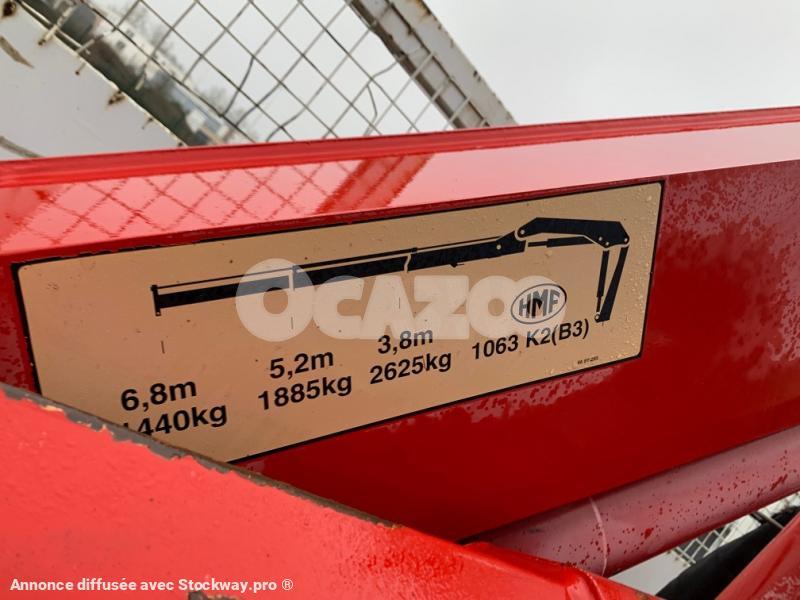 OCAZOO
HMF
6,8m 5,2m 3,8m 1063 K2(B3)
1440kg 1885kg 2625kg
Annonce diffusée avec Stockway.pro ®